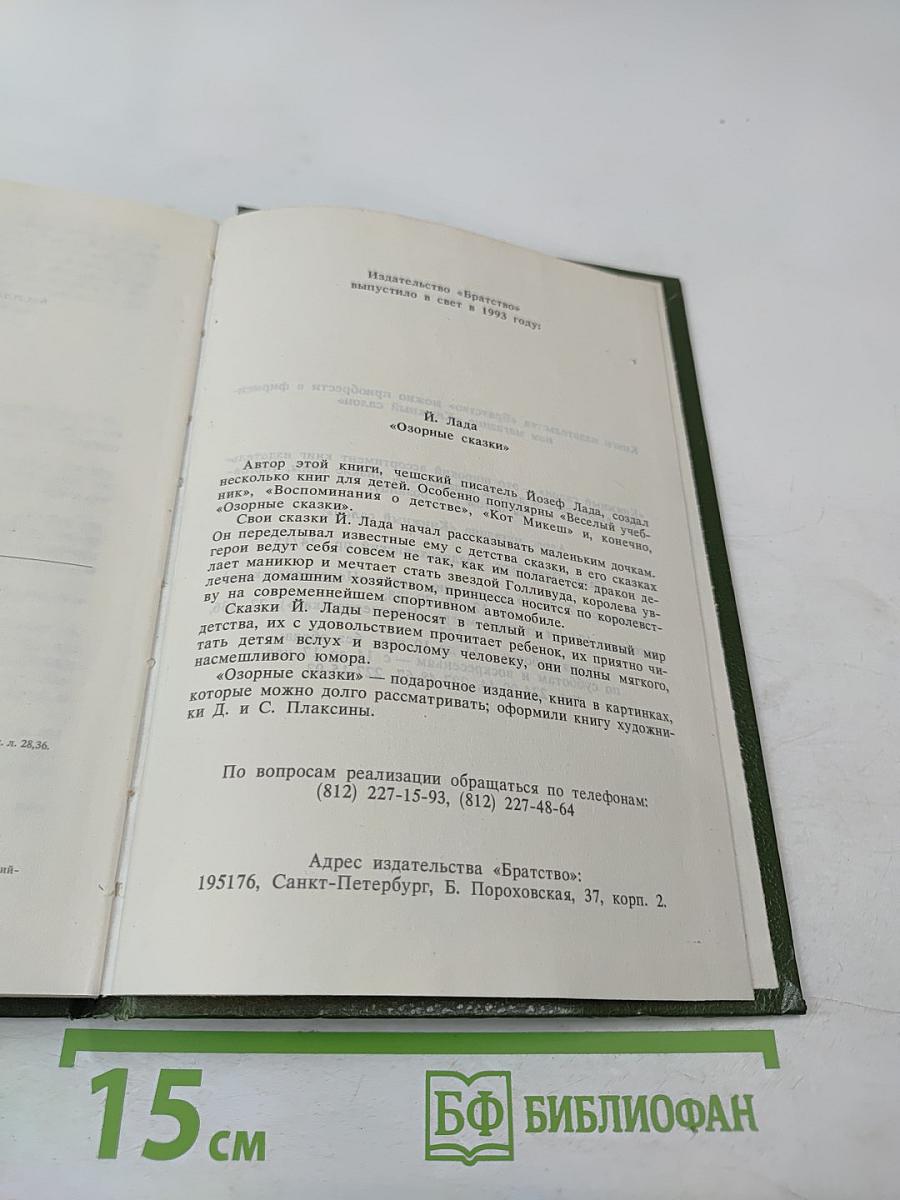 Издательство «Братство»
выпустило в свет в 1993 году:
Й. Лада
«Озорные сказки»
Автор этой книги, чешский писатель Йозеф Лада, создал
несколько книг для детей. Особенно популярны «Веселый учеб-
ник», «Воспоминания о детстве», «Кот Микеш» и, конечно,
«Озорные сказки».
Свои сказки Й. Лада начал рассказывать маленьким дочкам.
Он переделывал известные ему с детства сказки, в его сказках
герои ведут себя совсем не так, как им полагается: дракон де-
лает маникюр и мечтает стать звездой Голливуда, королева ув-
лечена домашним хозяйством, принцесса носится по королевст-
ву на современнейшем спортивном автомобиле.
Сказки Й. Лады переносят в теплый и приветливый мир
детства, их с удовольствием прочитает ребенок, их приятно чи-
тать детям вслух и взрослому человеку, они полны мягкого,
насмешливого юмора.
«Озорные сказки» — подарочное издание, книга в картинках,
которые можно долго рассматривать; оформили книгу художни-
ки Д. и С. Плаксины.
По вопросам реализации обращаться по телефонам:
(812) 227-15-93, (812) 227-48-64
Адрес издательства «Братство»:
195176, Санкт-Петербург, Б. Пороховская, 37, корп. 2.
л. 28,36.
ий-
15 см
БФ БИБЛИОФАН